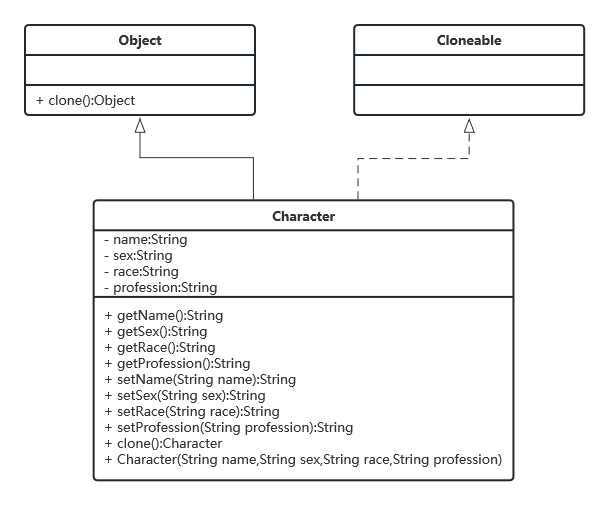 Object
+ clone():Object
Cloneable
Character
- name:String
- sex:String
- race:String
- profession:String
+ getName():String
+ getSex():String
+ getRace():String
+ getProfession():String
+ setName(String name):String
+ setSex(String sex):String
+ setRace(String race):String
+ setProfession(String profession):String
+ clone():Character
+ Character(String name,String sex,String race,String profession)